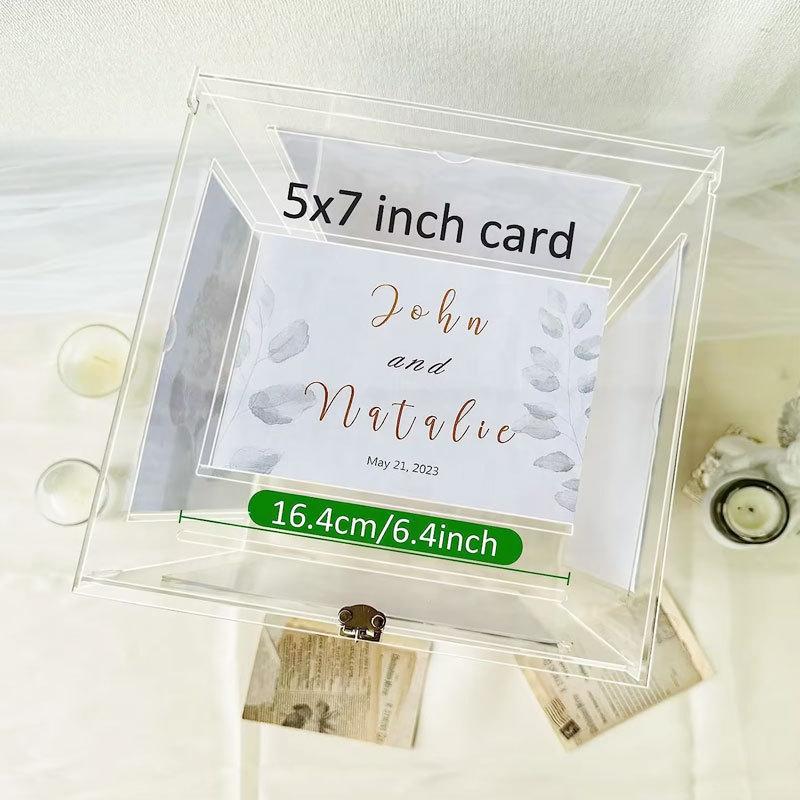 5x7 inch card
John
and
Natalie
May 21, 2023
16.4cm/6.4inch